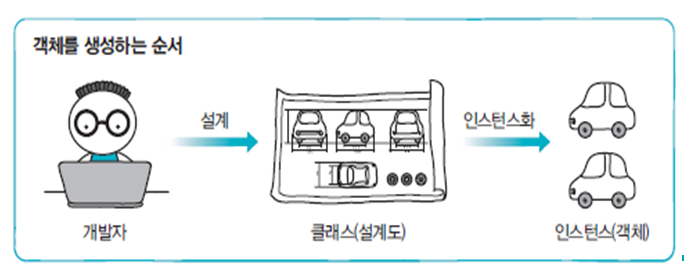 객체를 생성하는 순서
설계
인스턴스화
개발자
클래스(설계도)
인스턴스(객체)